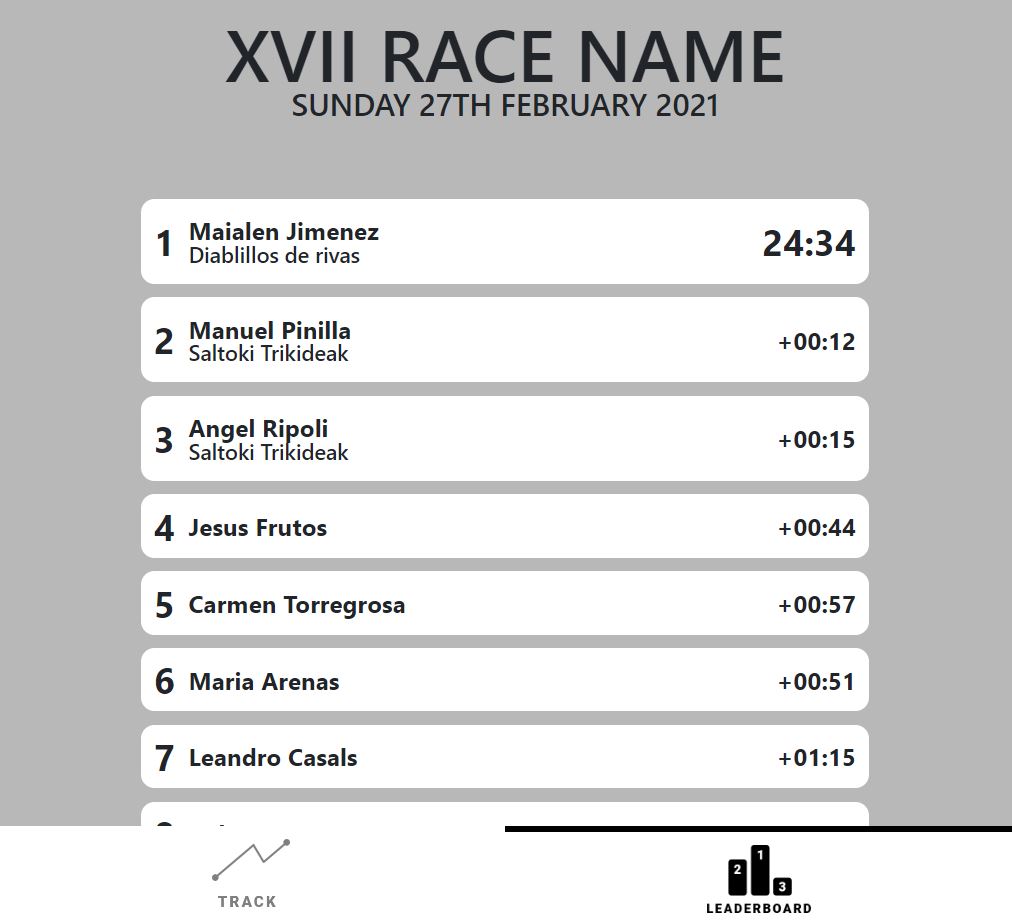 XVII RACE NAME
SUNDAY 27TH FEBRUARY 2021
1 Maialen Jimenez 24:34
Diablillos de rivas
2 Manuel Pinilla +00:12
Saltoki Trikideak
3 Angel Ripoli +00:15
Saltoki Trikideak
4 Jesus Frutos +00:44
5 Carmen Torregrosa +00:57
6 Maria Arenas +00:51
7 Leandro Casals +01:15
TRACK
2 1 3
LEADERBOARD